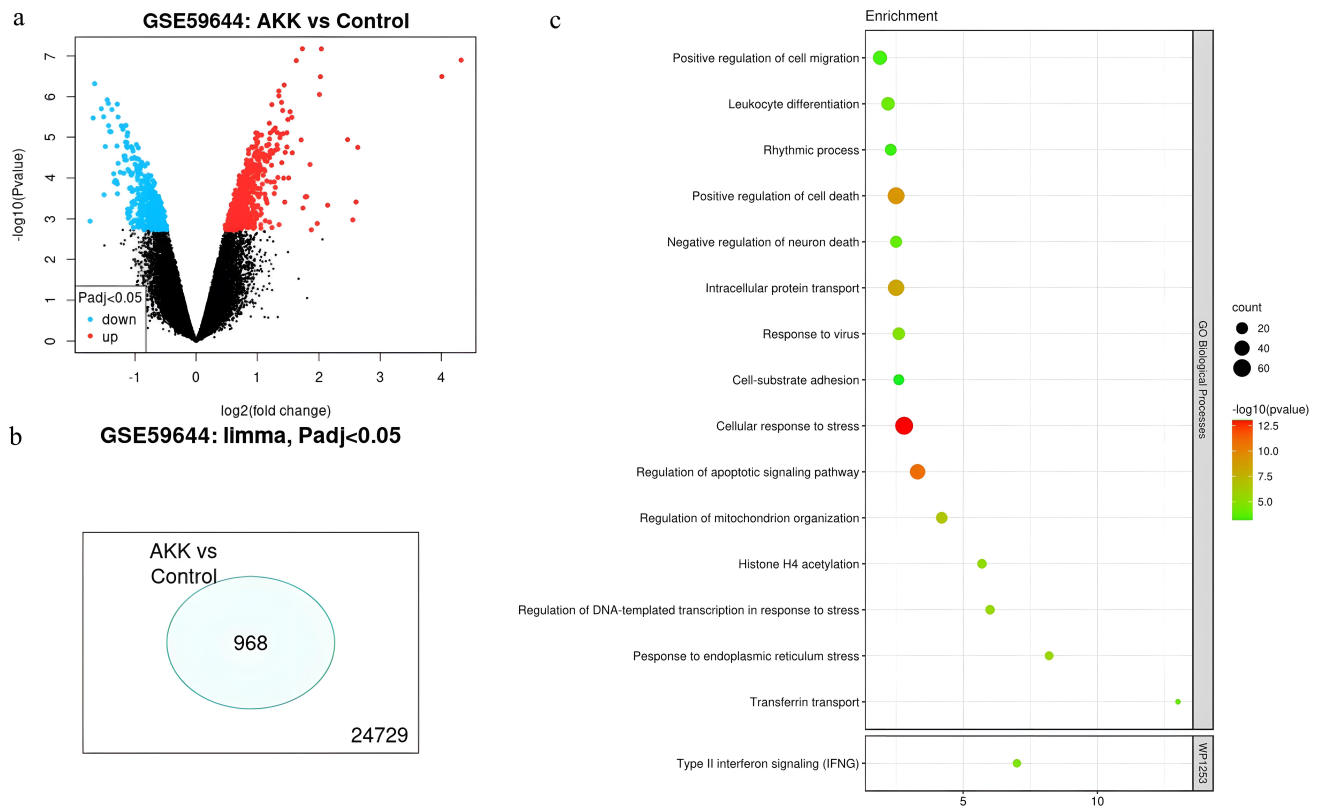 a
GSE59644: AKK vs Control
-log10(Pvalue)
7
6
5
4
3
2
1
0
Padj<0.05
down
up
-1 0 1 2 3 4
log2(fold change)
b
GSE59644: limma, Padj<0.05
AKK vs
Control
968
24729
c
Enrichment
Positive regulation of cell migration
Leukocyte differentiation
Rhythmic process
Positive regulation of cell death
Negative regulation of neuron death
Intracellular protein transport
Response to virus
Cell-substrate adhesion
Cellular response to stress
Regulation of apoptotic signaling pathway
Regulation of mitochondrion organization
Histone H4 acetylation
Regulation of DNA-templated transcription in response to stress
Pesponse to endoplasmic reticulum stress
Transferrin transport
Type II interferon signaling (IFNG)
5 10
GO Biological Processes
WP1253
count
20
40
60
-log10(pvalue)
12.5
10.0
7.5
5.0